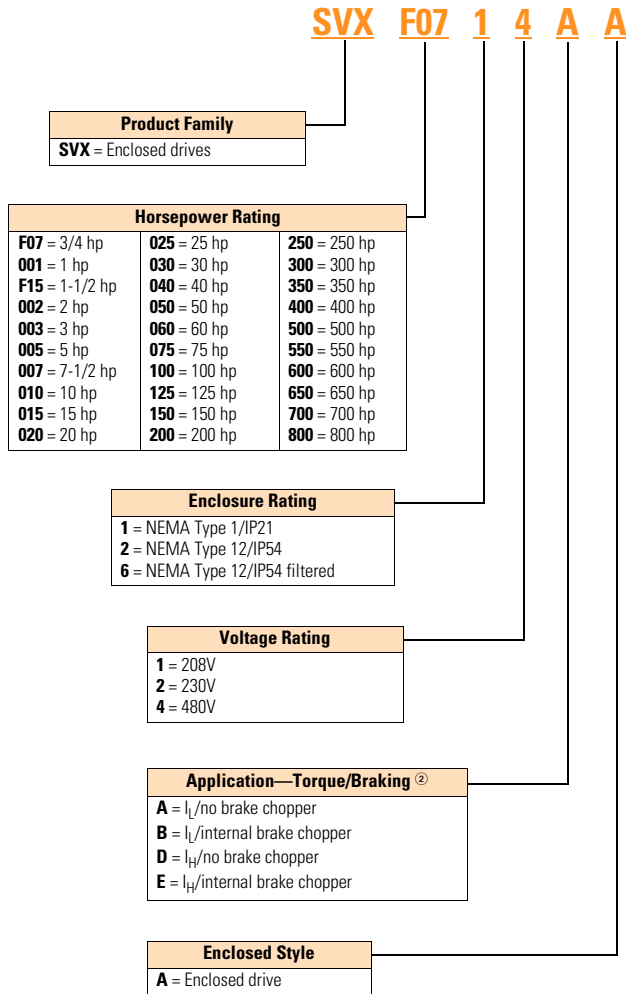 SVX F07 1 4 A A
Product Family
SVX = Enclosed drives
Horsepower Rating
F07 = 3/4 hp
001 = 1 hp
F15 = 1-1/2 hp
002 = 2 hp
003 = 3 hp
005 = 5 hp
007 = 7-1/2 hp
010 = 10 hp
015 = 15 hp
020 = 20 hp
025 = 25 hp
030 = 30 hp
040 = 40 hp
050 = 50 hp
060 = 60 hp
075 = 75 hp
100 = 100 hp
125 = 125 hp
150 = 150 hp
200 = 200 hp
250 = 250 hp
300 = 300 hp
350 = 350 hp
400 = 400 hp
500 = 500 hp
550 = 550 hp
600 = 600 hp
650 = 650 hp
700 = 700 hp
800 = 800 hp
Enclosure Rating
1 = NEMA Type 1/IP21
2 = NEMA Type 12/IP54
6 = NEMA Type 12/IP54 filtered
Voltage Rating
1 = 208V
2 = 230V
4 = 480V
Application—Torque/Braking ②
A = IL/no brake chopper
B = IL/internal brake chopper
D = IH/no brake chopper
E = IH/internal brake chopper
Enclosed Style
A = Enclosed drive